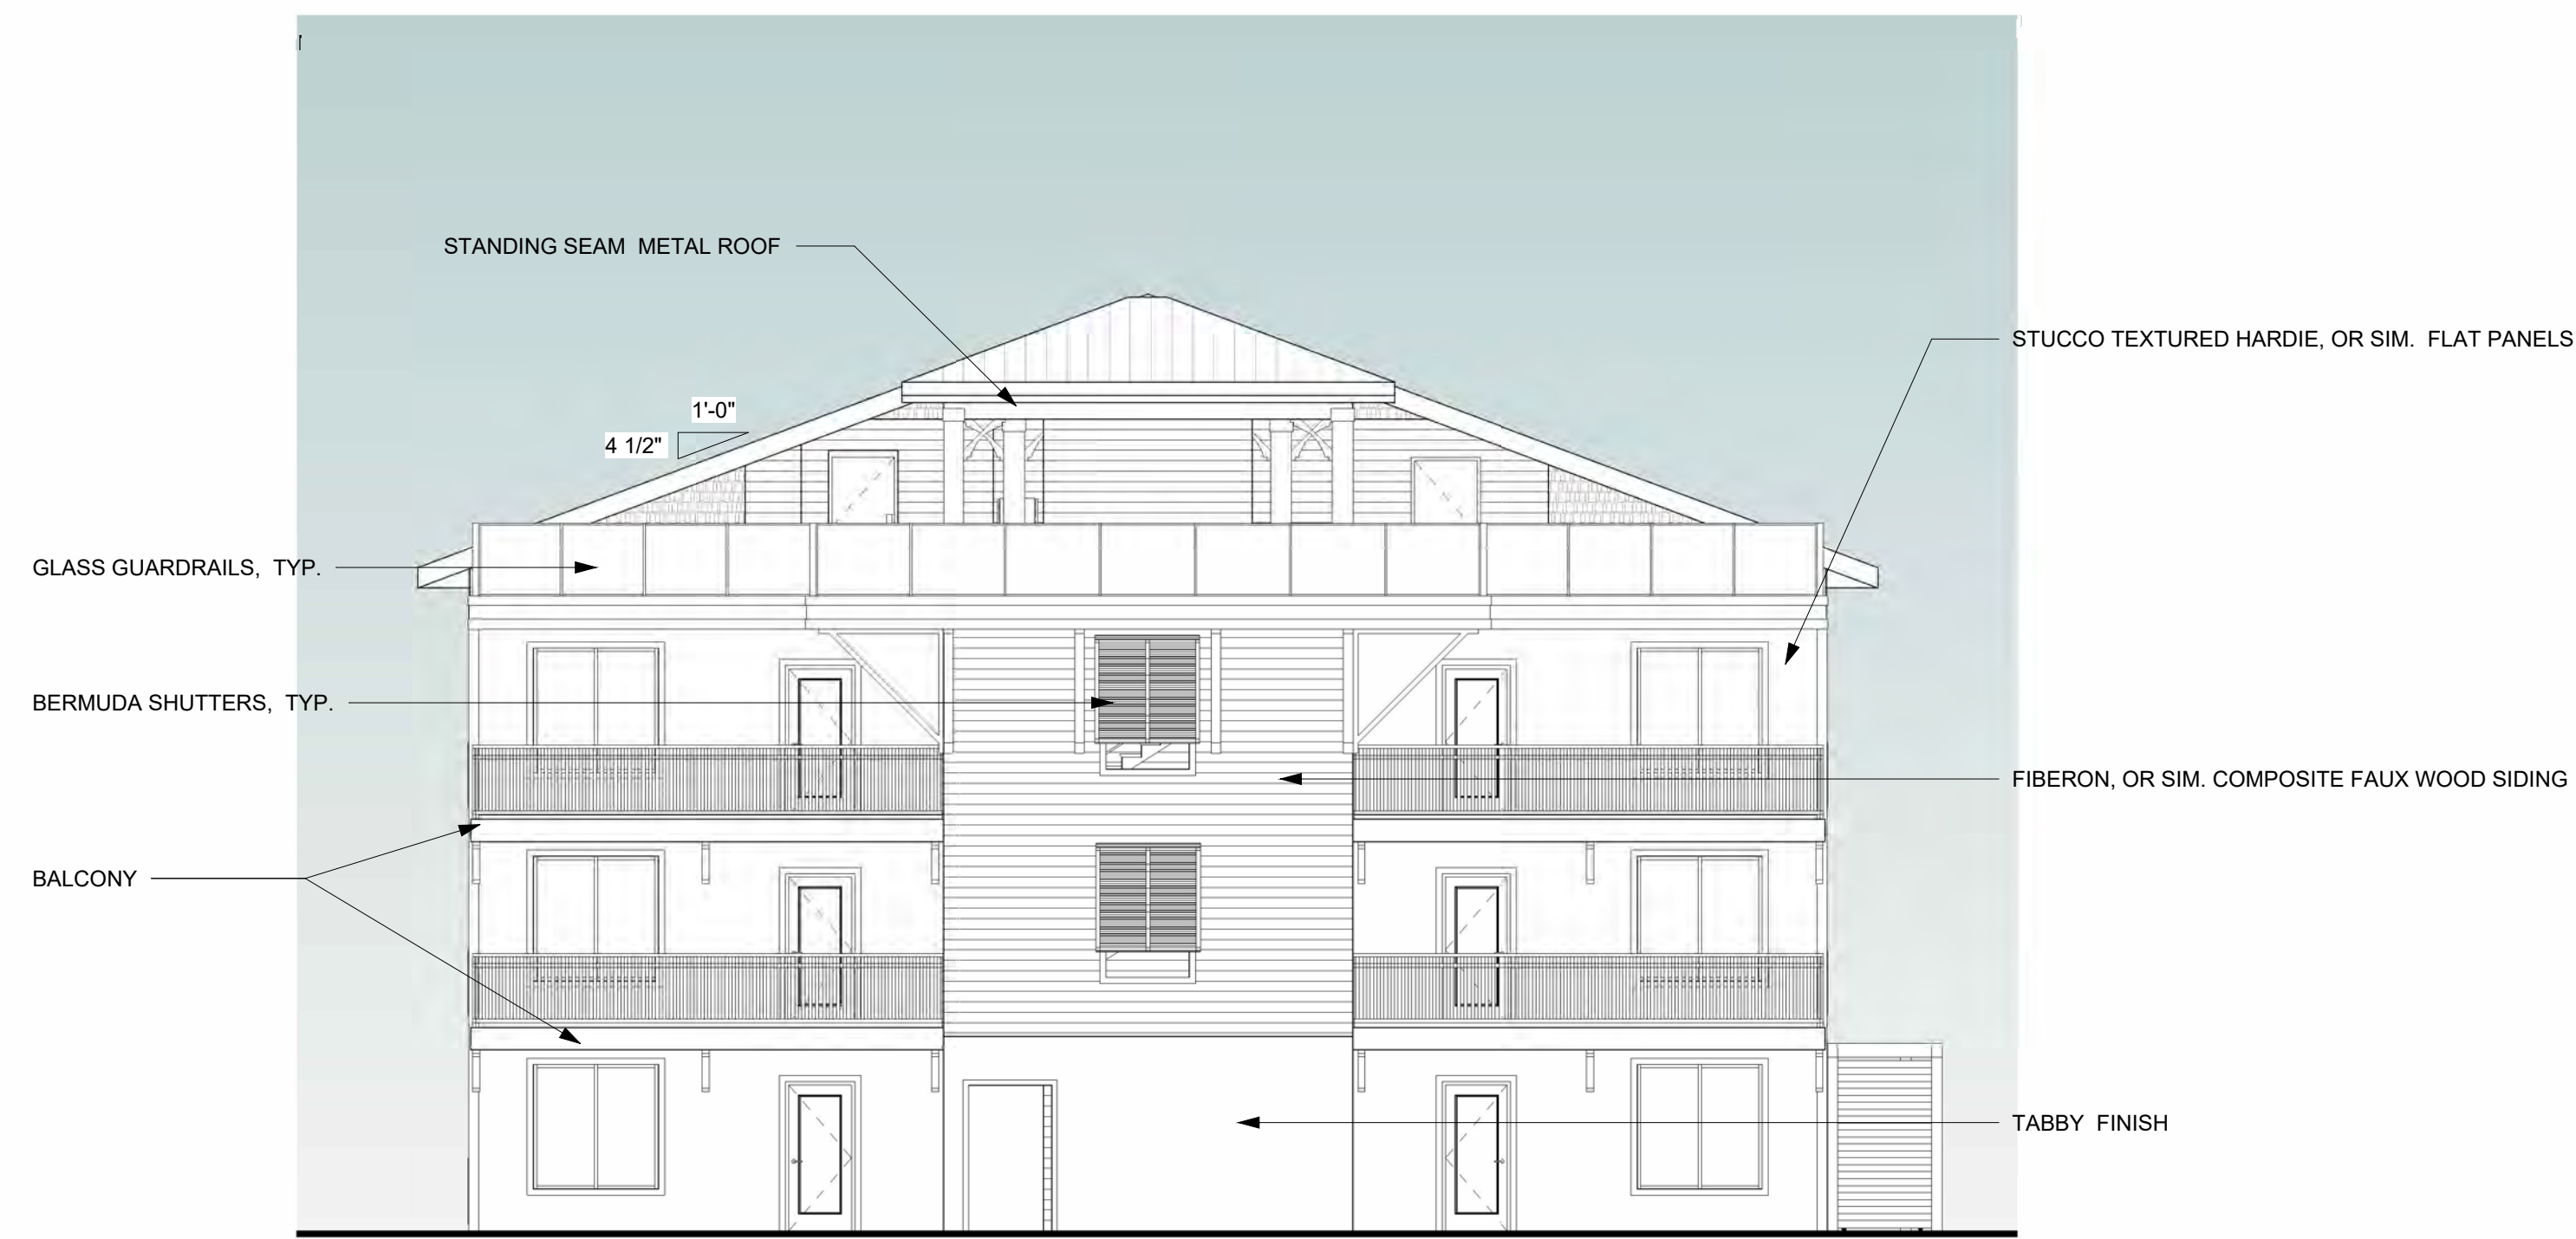 STANDING SEAM METAL ROOF
STUCCO TEXTURED HARDIE, OR SIM. FLAT PANELS
1'-0"
4 1/2"
GLASS GUARDRAILS, TYP.
BERMUDA SHUTTERS, TYP.
FIBERON, OR SIM. COMPOSITE FAUX WOOD SIDING
BALCONY
TABBY FINISH